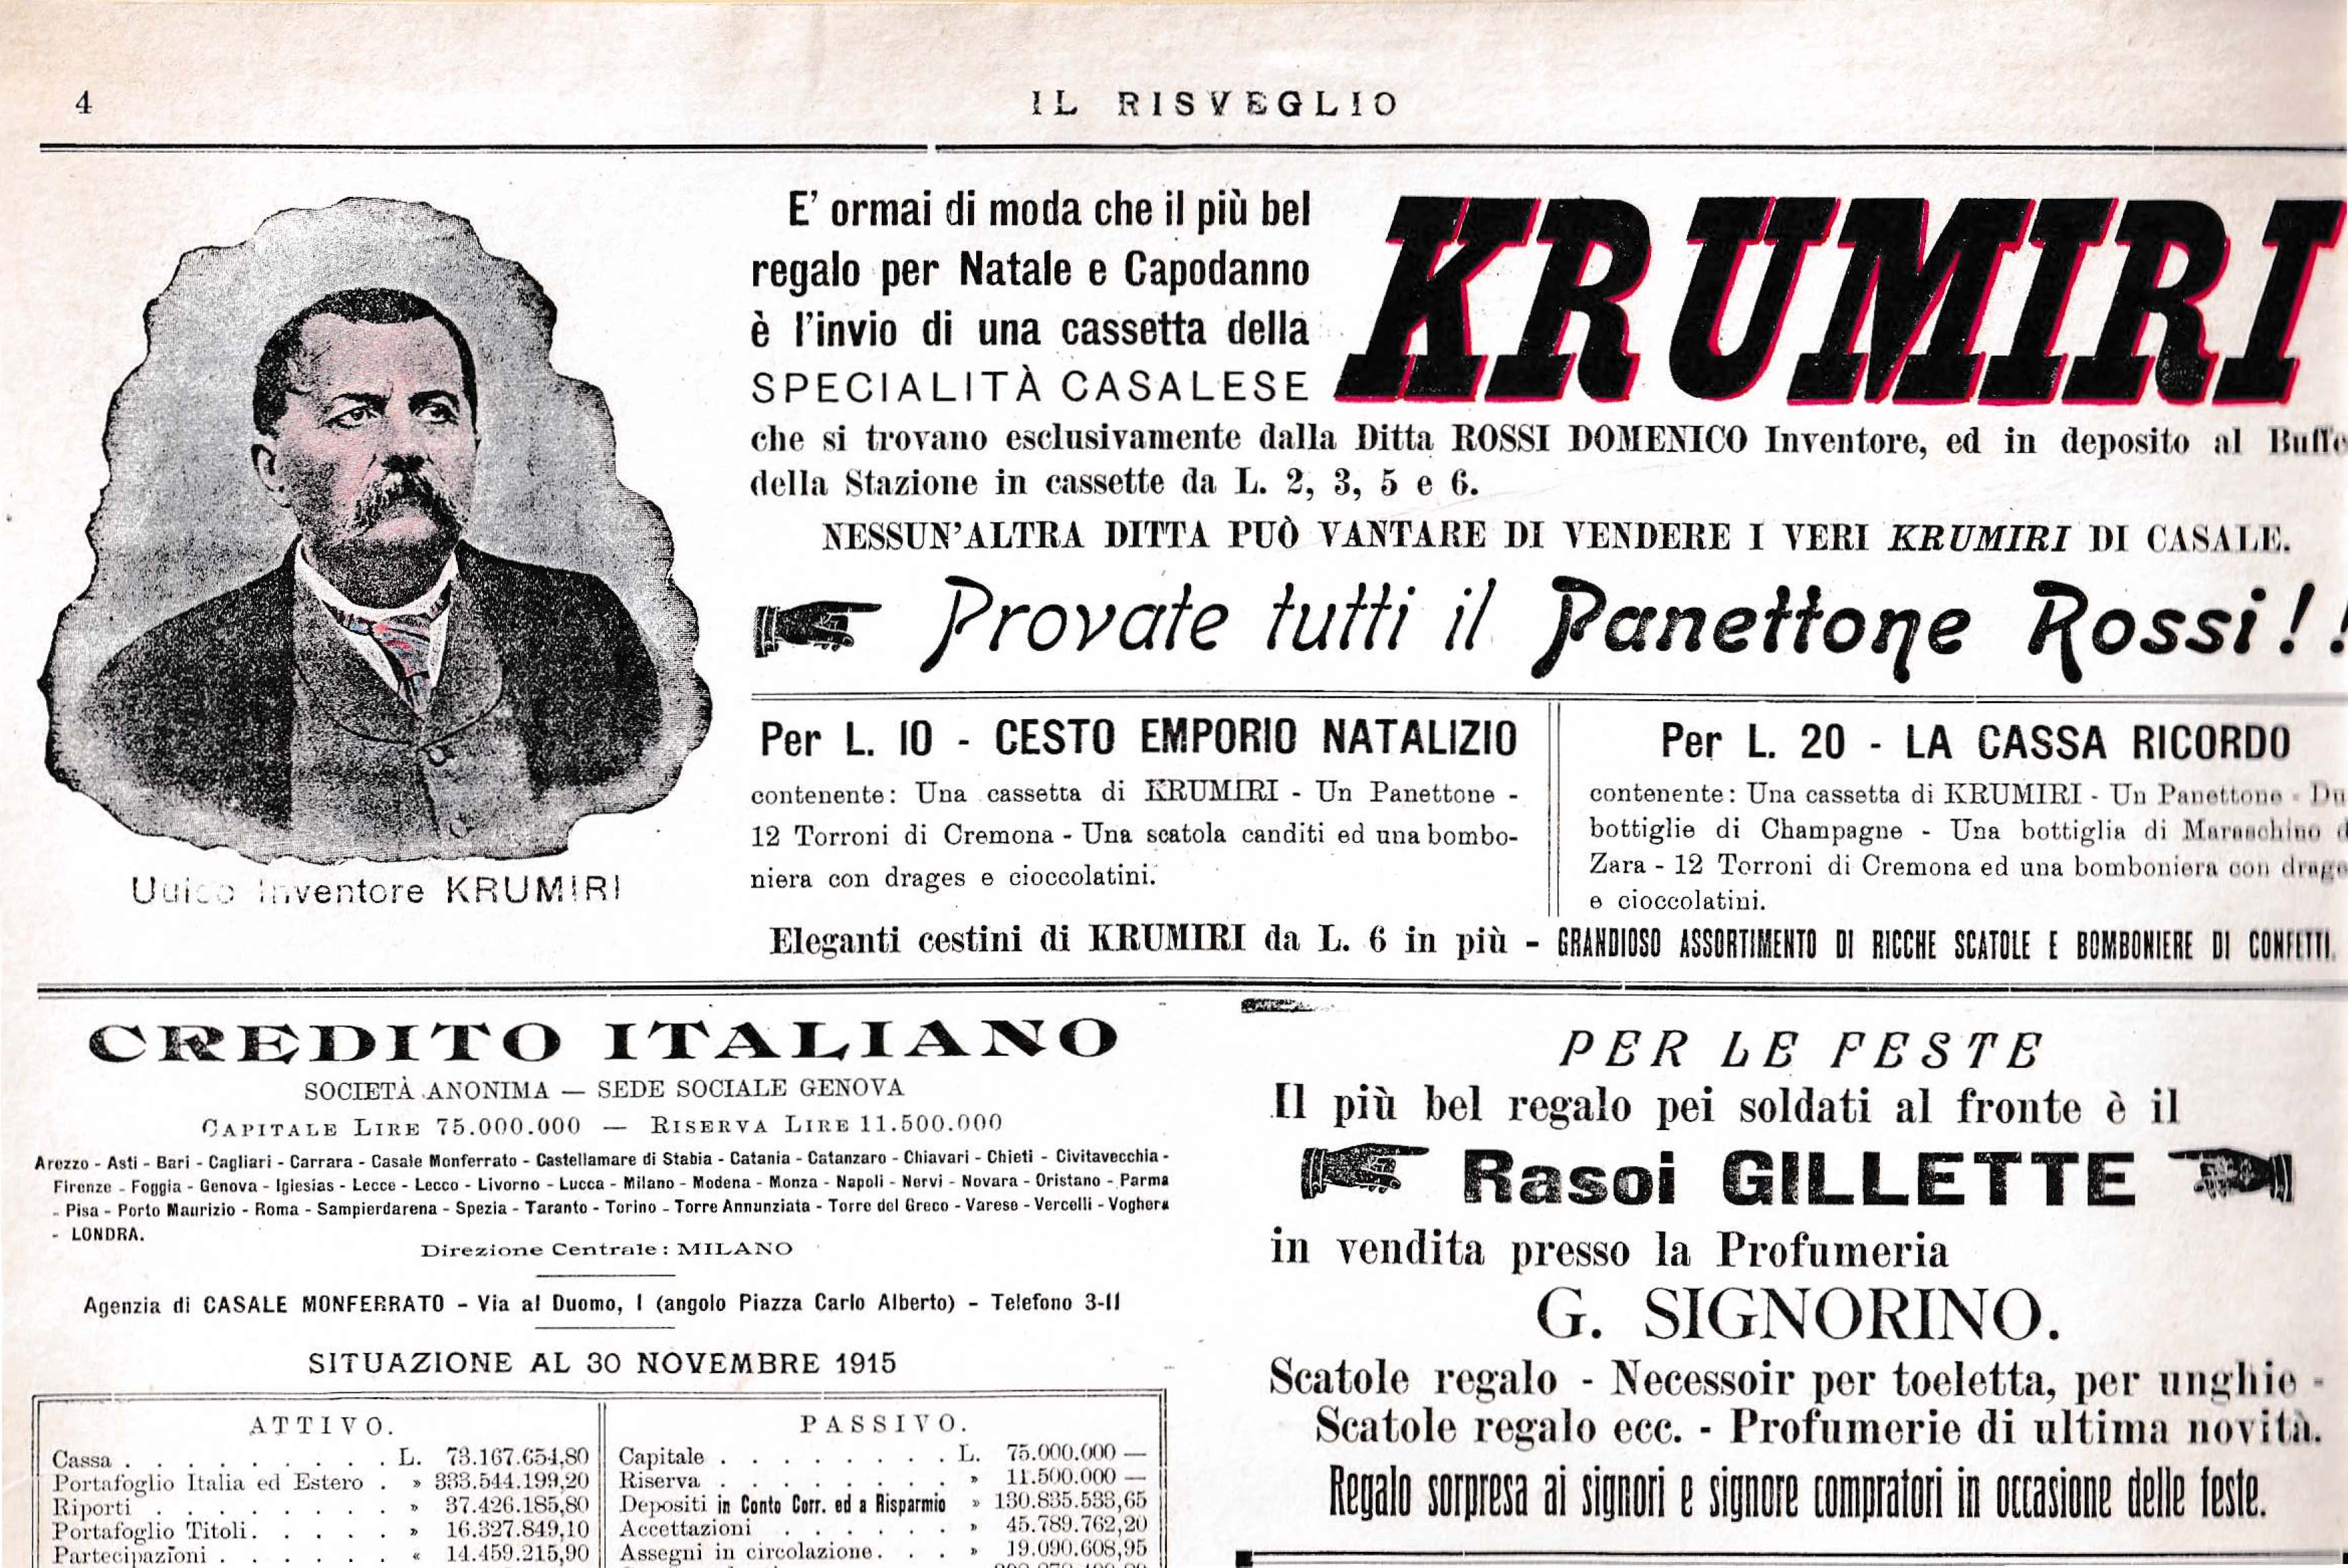 4
IL RISVEGLIO
E' ormai di moda che il più bel
regalo per Natale e Capodanno
è l'invio di una cassetta della
SPECIALITÀ CASALESE
KRUMIRI
che si trovano esclusivamente dalla Ditta ROSSI DOMENICO Inventore, ed in deposito al
della Stazione in cassette da L. 2, 3, 5 e 6.
NESSUN'ALTRA DITTA PUÒ VANTARE DI VENDERE I VERI KRUMIRI DI CASALE.
Provate tutti il Panettone Rossi!!
Inventore KRUMIRI
Per L. 10 - CESTO EMPORIO NATALIZIO
contenente: Una cassetta di KRUMIRI - Un Panettone -
12 Torroni di Cremona - Una scatola canditi ed una bombo-
niera con drages e cioccolatini.
Per L. 20 - LA CASSA RICORDO
contenente: Una cassetta di KRUMIRI - Un Panettone -
bottiglie di Champagne - Una bottiglia di Maraschino
Zara - 12 Torroni di Cremona ed una bomboniera con
e cioccolatini.
Eleganti cestini di KRUMIRI da L. 6 in più - GRANDIOSO ASSORTIMENTO DI RICCHE SCATOLE E BOMBONIERE DI CONFETTI.
CREDITO ITALIANO
SOCIETÀ ANONIMA — SEDE SOCIALE GENOVA
CAPITALE LIRE 75.000.000 — RISERVA LIRE 11.500.000
Arezzo - Asti - Bari - Cagliari - Carrara - Casale Monferrato - Castellamare di Stabia - Catania - Catanzaro - Chiavari - Chieti - Civitavecchia -
Firenze - Foggia - Genova - Iglesias - Lecce - Lecco - Livorno - Lucca - Milano - Modena - Monza - Napoli - Nervi - Novara - Oristano - Parma
- Pisa - Porto Maurizio - Roma - Sampierdarena - Spezia - Taranto - Torino - Torre Annunziata - Torre del Greco - Varese - Vercelli - Voghera
- LONDRA.
Direzione Centrale: MILANO
Agenzia di CASALE MONFERRATO - Via al Duomo, 1 (angolo Piazza Carlo Alberto) - Telefono 3-11
SITUAZIONE AL 30 NOVEMBRE 1915
ATTIVO.
Cassa . . . . . . . . . L. 73.167.654,80
Portafoglio Italia ed Estero . » 333.544.199,20
Riporti . . . . . . . . » 37.426.185,80
Portafoglio Titoli . . . . . » 16.327.849,10
Partecipazioni . . . . . . « 14.459.215,90
PASSIVO.
Capitale . . . . . . . . L. 75.000.000 —
Riserva . . . . . . . . » 11.500.000 —
Depositi in Conto Corr. ed a Risparmio » 130.835.533,65
Accettazioni . . . . . . » 45.789.762,20
Assegni in circolazione . . . » 19.090.608,95
PER LE FESTE
Il più bel regalo pei soldati al fronte è il
Rasoi GILLETTE
in vendita presso la Profumeria
G. SIGNORINO.
Scatole regalo - Necessoir per toeletta, per unghie -
Scatole regalo ecc. - Profumerie di ultima novità.
Regalo sorpresa ai signori e signore compratori in occasione delle feste.